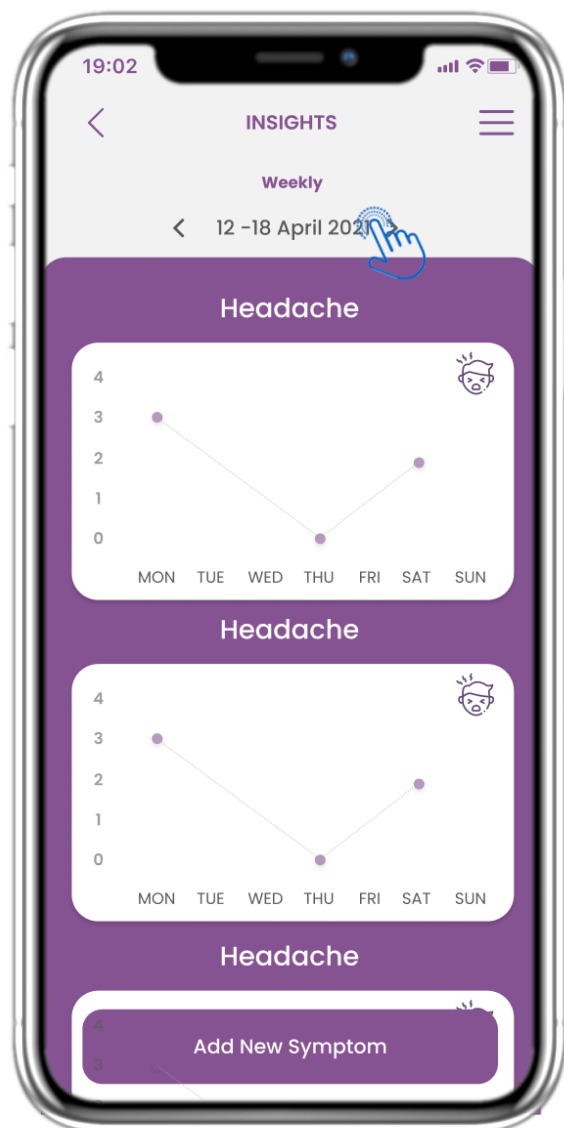 19:02
INSIGHTS
Weekly
12 -18 April 2021
Headache
4
3
2
1
0
MON TUE WED THU FRI SAT SUN
Headache
4
3
2
1
0
MON TUE WED THU FRI SAT SUN
Headache
4
Add New Symptom
3